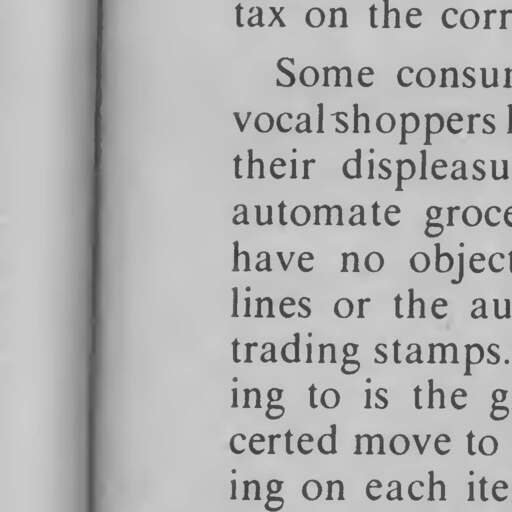 tax on the corr
Some consu
vocal shoppers
their displeasu
automate groce
have no object
lines or the au
trading stamps.
ing to is the g
certed move to
ing on each ite